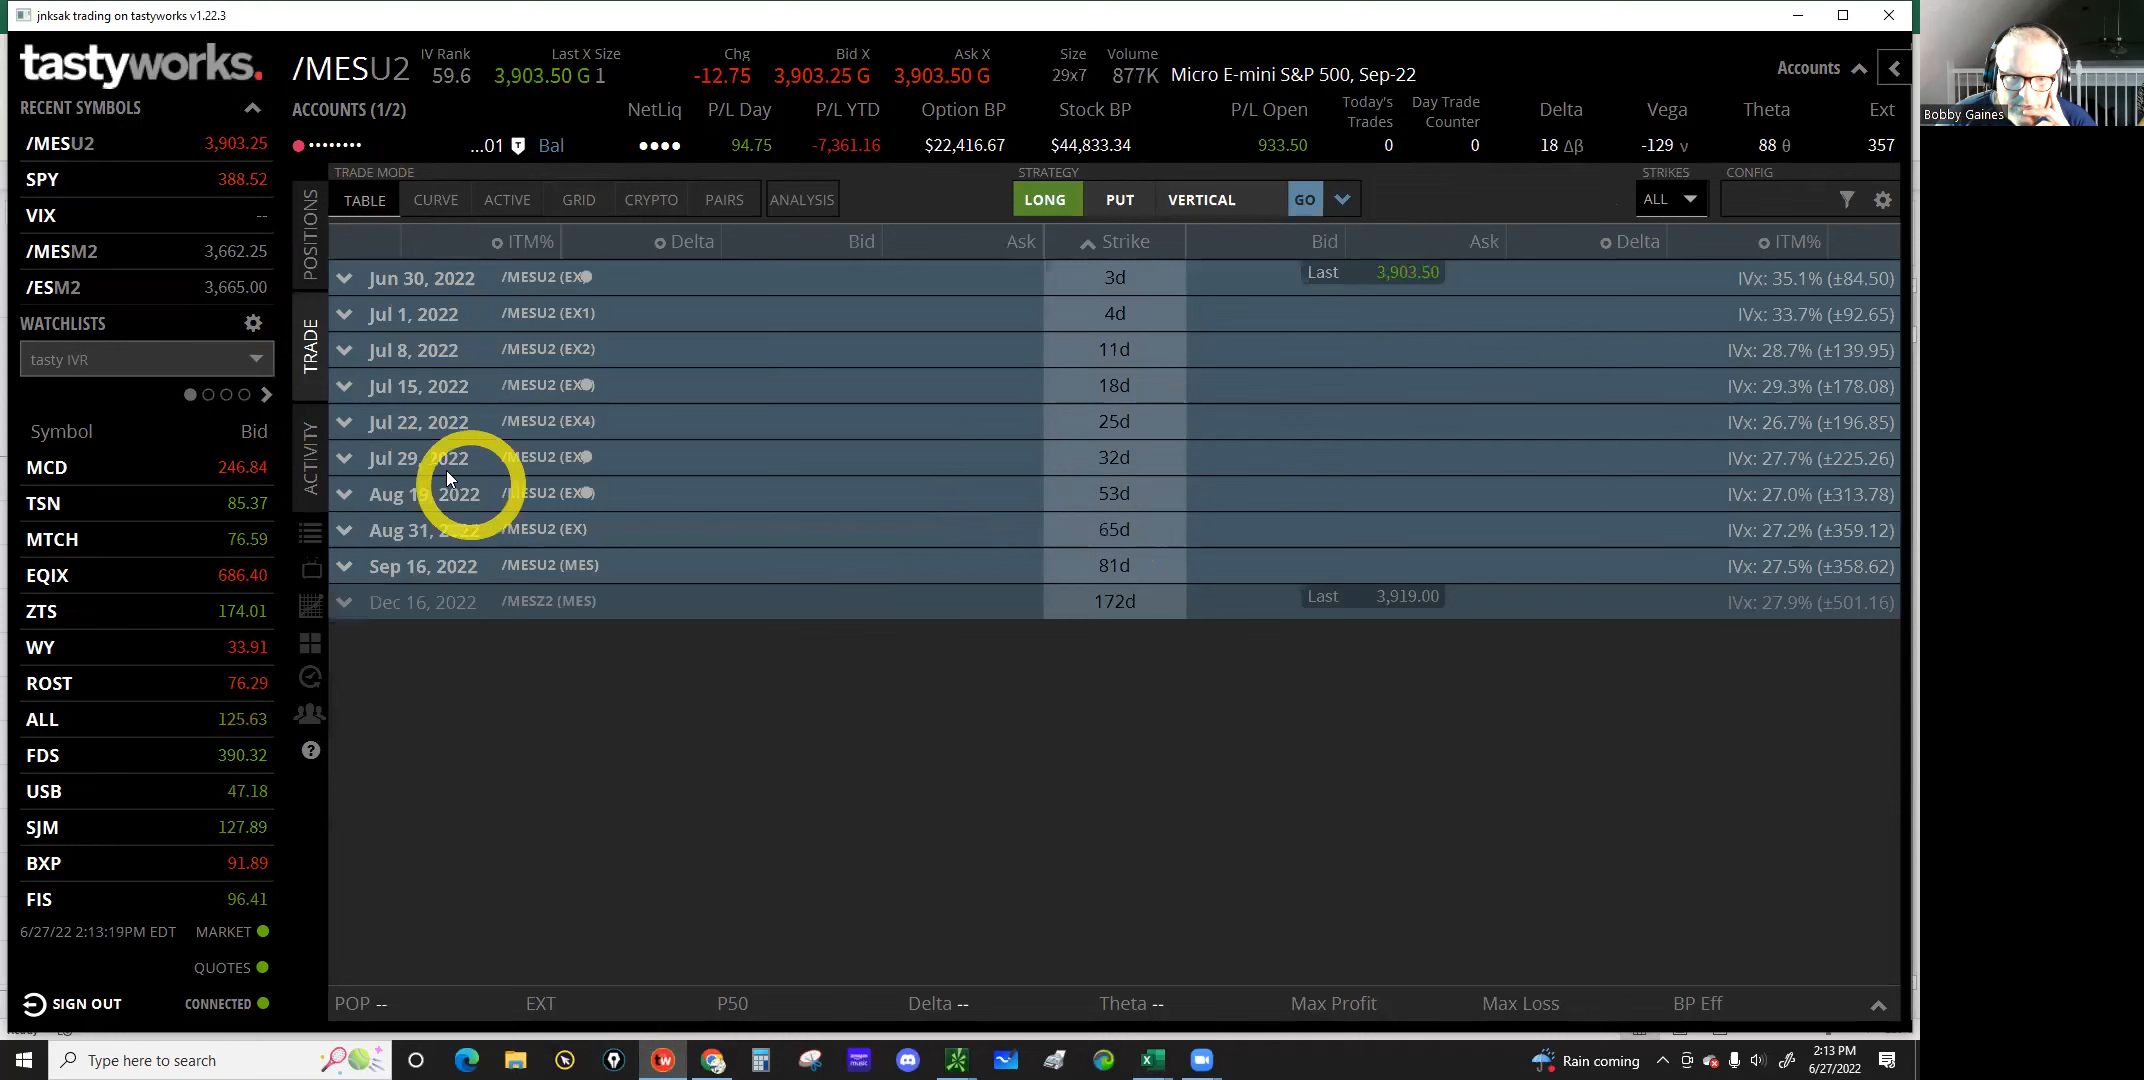 jnksak trading on tastyworks v1.22.3
tastyworks.
/MESU2
IV Rank
59.6
Last X Size
3,903.50 G 1
Chg
-12.75
Bid X
3,903.25 G
Ask X
3,903.50 G
Size
29x7
Volume
877K
Micro E-mini S&P 500, Sep-22
Accounts
RECENT SYMBOLS
/MESU2 3,903.25
SPY 388.52
VIX --
/MESM2 3,662.25
/ESM2 3,665.00
WATCHLISTS
tasty IVR
Symbol Bid
MCD 246.84
TSN 85.37
MTCH 76.59
EQIX 686.40
ZTS 174.01
WY 33.91
ROST 76.29
ALL 125.63
FDS 390.32
USB 47.18
SJM 127.89
BXP 91.89
FIS 96.41
6/27/22 2:13:19PM EDT MARKET
QUOTES
SIGN OUT CONNECTED
ACCOUNTS (1/2) NetLiq P/L Day P/L YTD Option BP Stock BP P/L Open Today's Trades Day Trade Counter Delta Vega Theta Ext
...01 T Bal 94.75 -7,361.16 $22,416.67 $44,833.34 933.50 0 0 18 Δβ -129 ν 88 θ 357
POSITIONS
TRADE
ACTIVITY
TRADE MODE STRATEGY STRIKES CONFIG
TABLE CURVE ACTIVE GRID CRYPTO PAIRS ANALYSIS LONG PUT VERTICAL GO ALL
ITM% Delta Bid Ask Strike Bid Ask Delta ITM%
Jun 30, 2022 /MESU2 (EX 3d Last 3,903.50 IVx: 35.1% (±84.50)
Jul 1, 2022 /MESU2 (EX1) 4d IVx: 33.7% (±92.65)
Jul 8, 2022 /MESU2 (EX2) 11d IVx: 28.7% (±139.95)
Jul 15, 2022 /MESU2 (EX ) 18d IVx: 29.3% (±178.08)
Jul 22, 2022 /MESU2 (EX4) 25d IVx: 26.7% (±196.85)
Jul 29, 2022 /MESU2 (EX 32d IVx: 27.7% (±225.26)
Aug 19, 2022 /MESU2 (EX ) 53d IVx: 27.0% (±313.78)
Aug 31, 2022 /MESU2 (EX) 65d IVx: 27.2% (±359.12)
Sep 16, 2022 /MESU2 (MES) 81d IVx: 27.5% (±358.62)
Dec 16, 2022 /MESZ2 (MES) 172d Last 3,919.00 IVx: 27.9% (±501.16)
POP -- EXT P50 Delta -- Theta -- Max Profit Max Loss BP Eff
Bobby Gaines
Type here to search
Rain coming
2:13 PM
6/27/2022